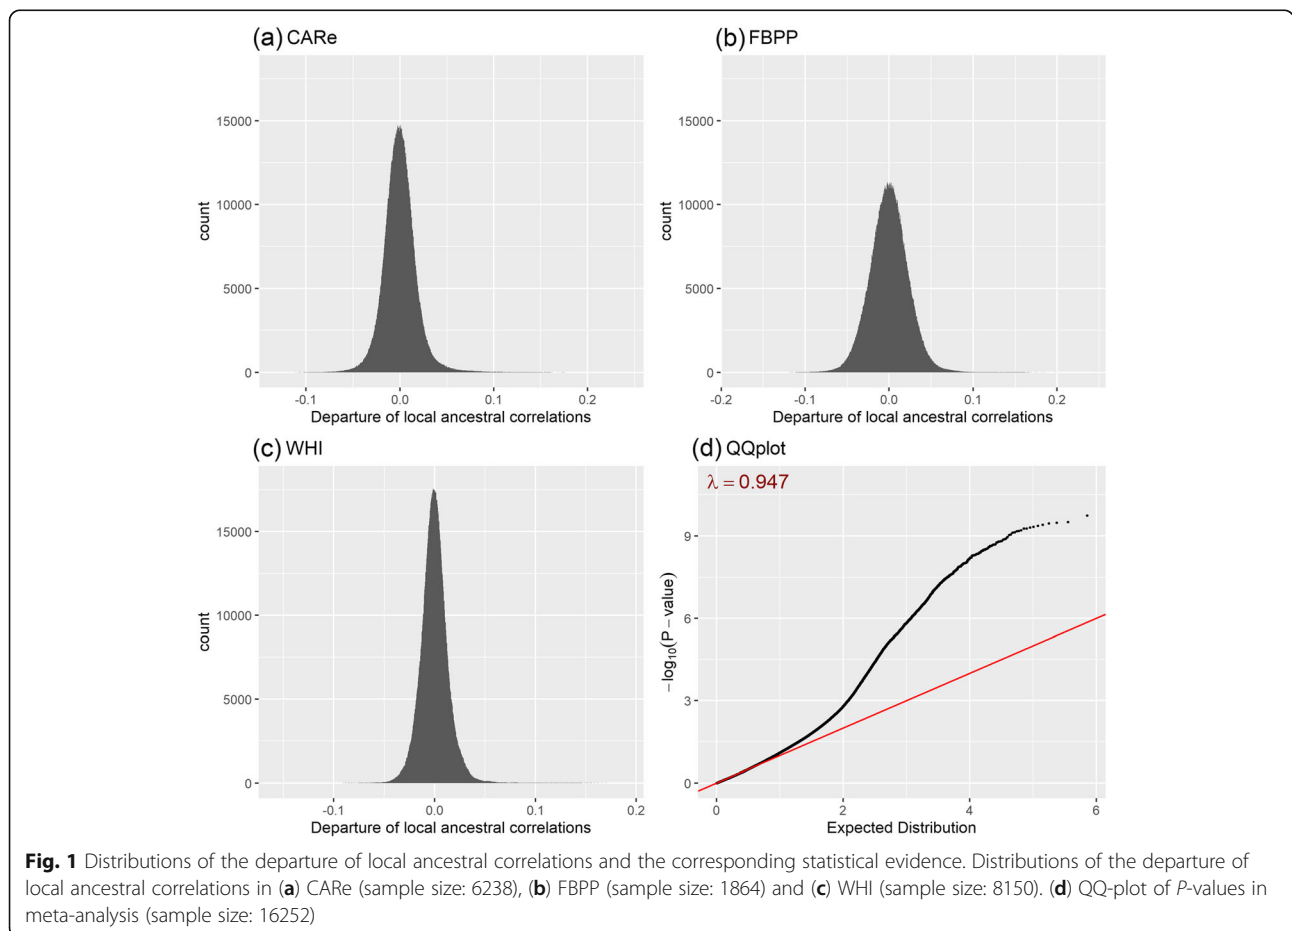 (a) CARe
15000
10000
5000
0
count
-0.1
0.0
0.1
0.2
Departure of local ancestral correlations
(b) FBPP
15000
10000
5000
0
count
-0.2
-0.1
0.0
0.1
0.2
Departure of local ancestral correlations
(c) WHI
15000
10000
5000
0
count
-0.1
0.0
0.1
0.2
Departure of local ancestral correlations
(d) QQplot
λ = 0.947
9
6
3
0
−log10(P − value)
0
2
4
6
Expected Distribution
Fig. 1 Distributions of the departure of local ancestral correlations and the corresponding statistical evidence. Distributions of the departure of
local ancestral correlations in (a) CARe (sample size: 6238), (b) FBPP (sample size: 1864) and (c) WHI (sample size: 8150). (d) QQ-plot of P-values in
meta-analysis (sample size: 16252)